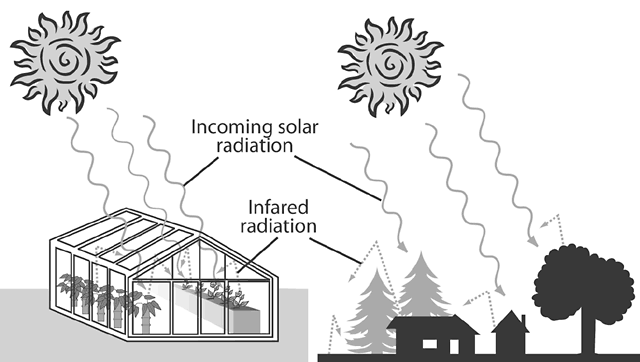 Incoming solar
radiation
Infared
radiation